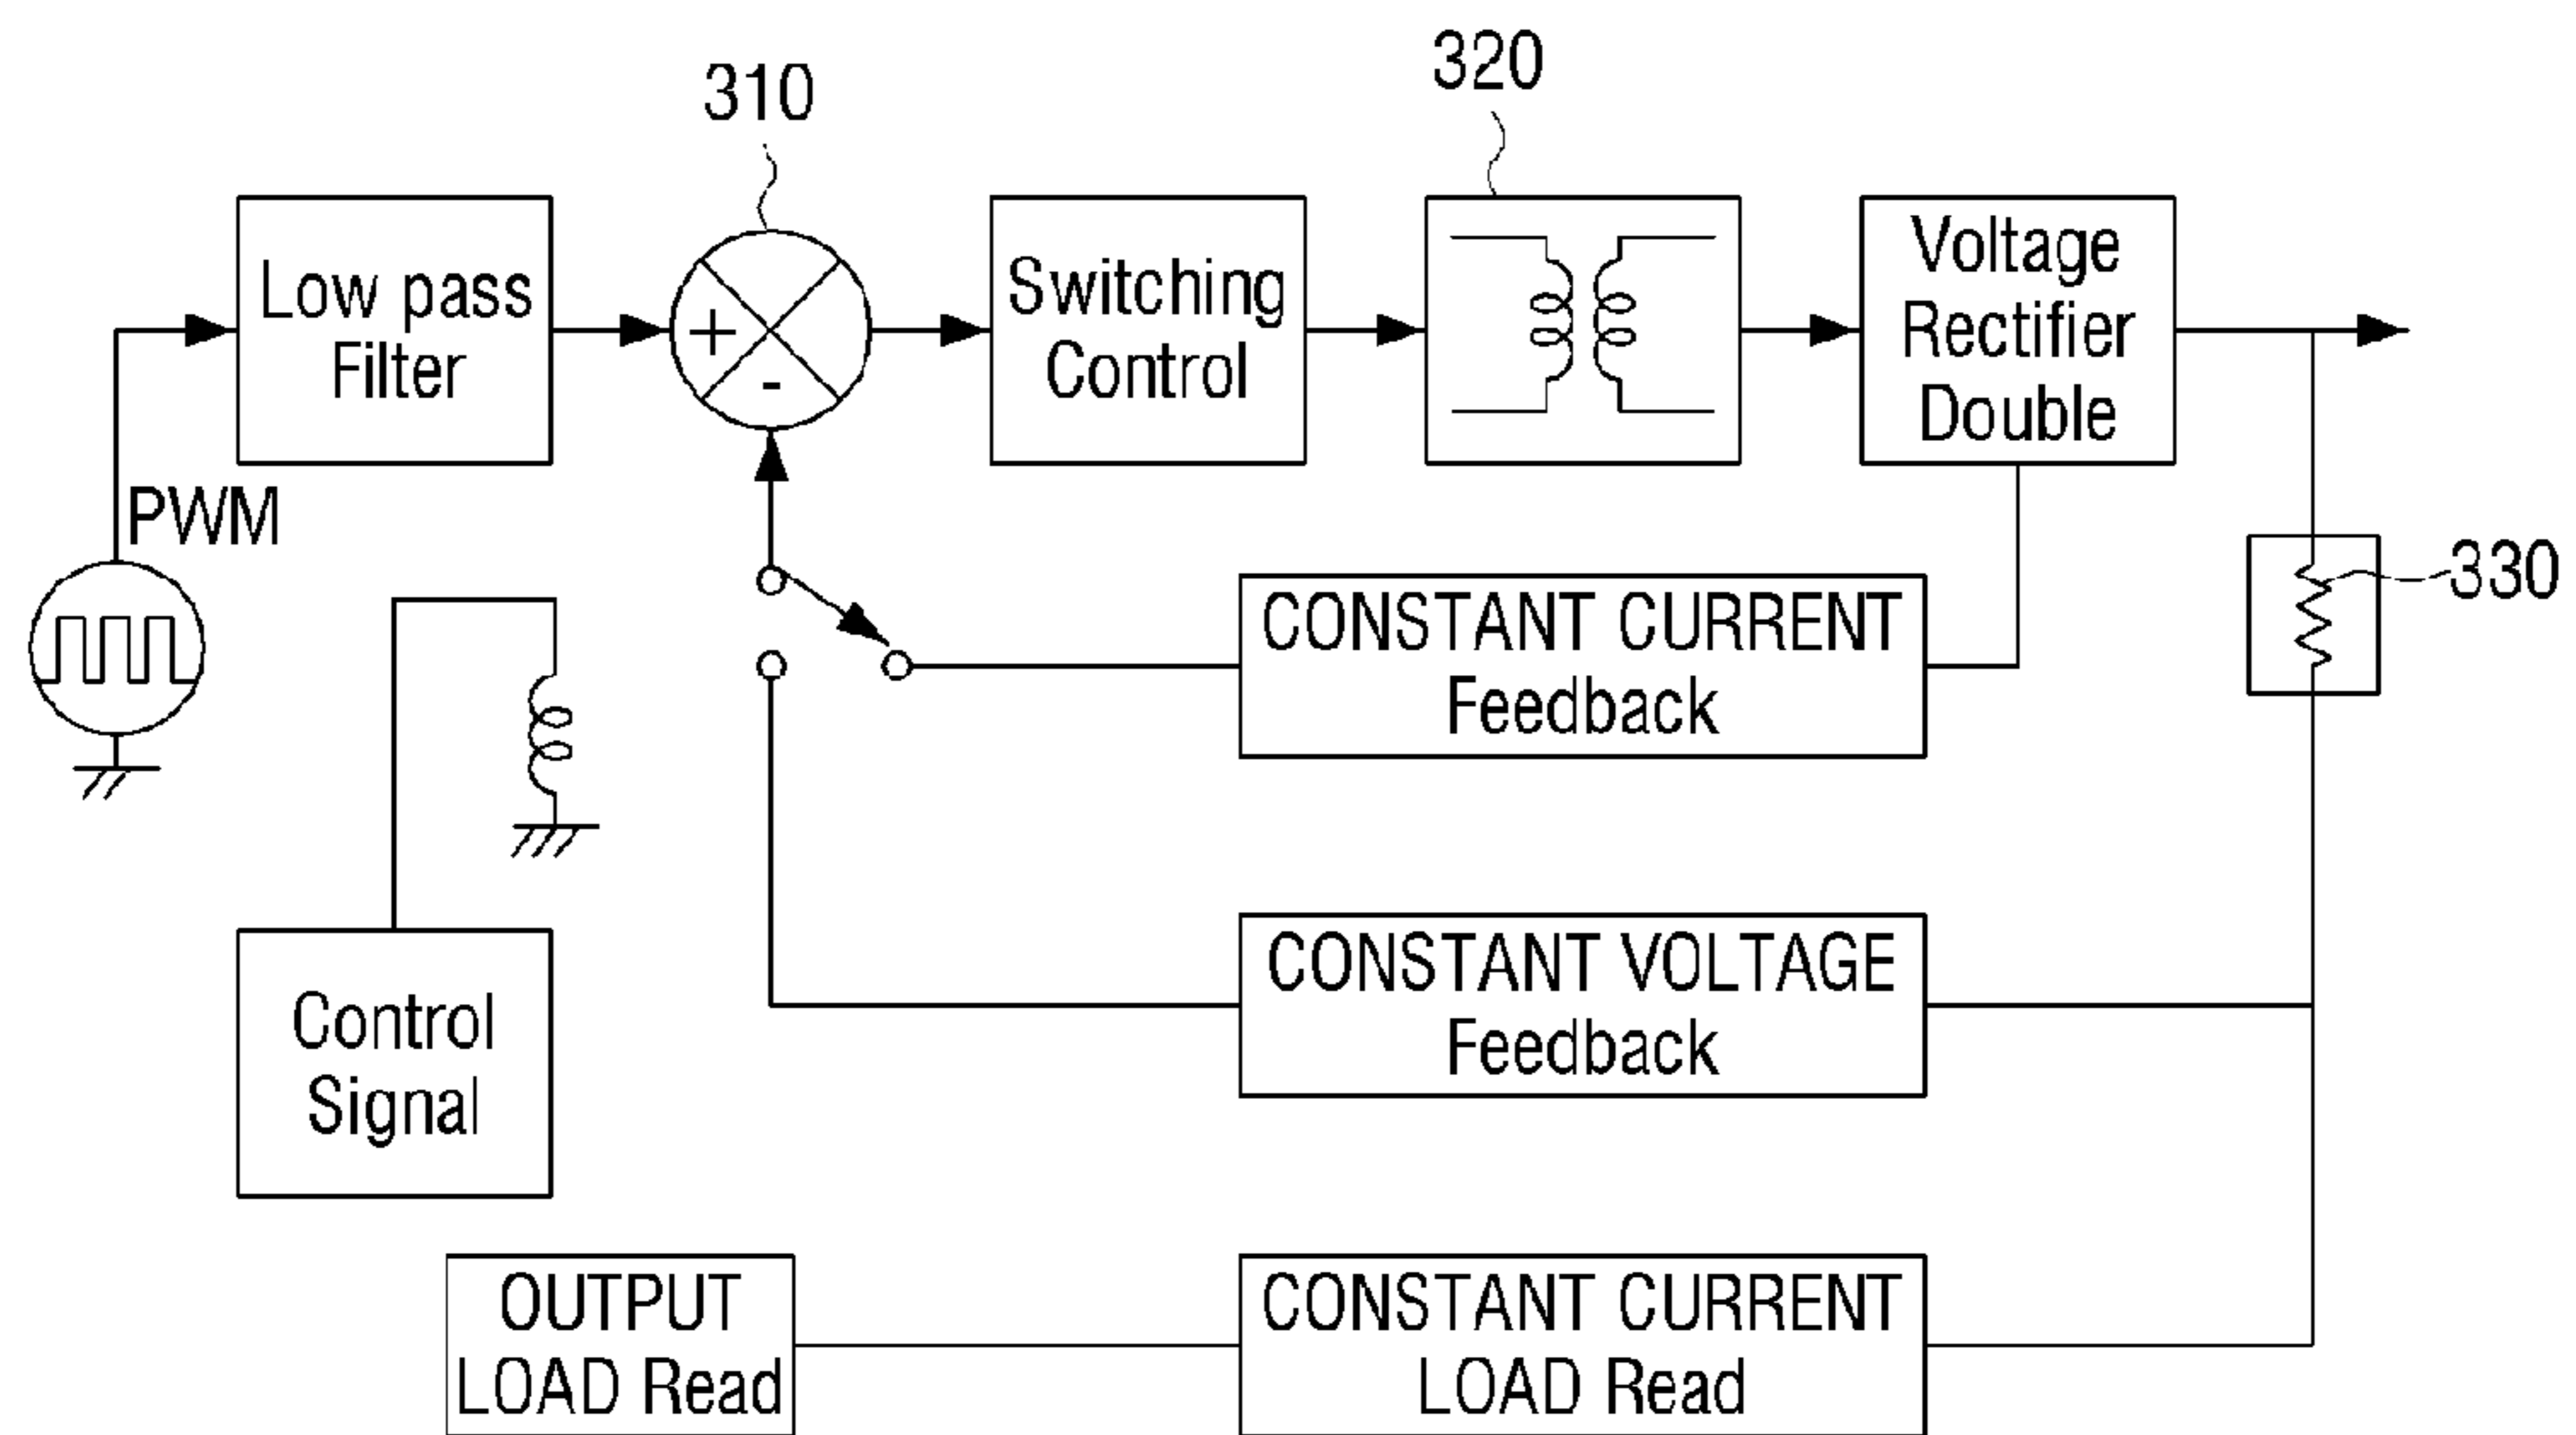 310
320
Low pass
Filter
+
-
Switching
Control
Voltage
Rectifier
Double
PWM
330
CONSTANT CURRENT
Feedback
CONSTANT VOLTAGE
Feedback
Control
Signal
OUTPUT
LOAD Read
CONSTANT CURRENT
LOAD Read